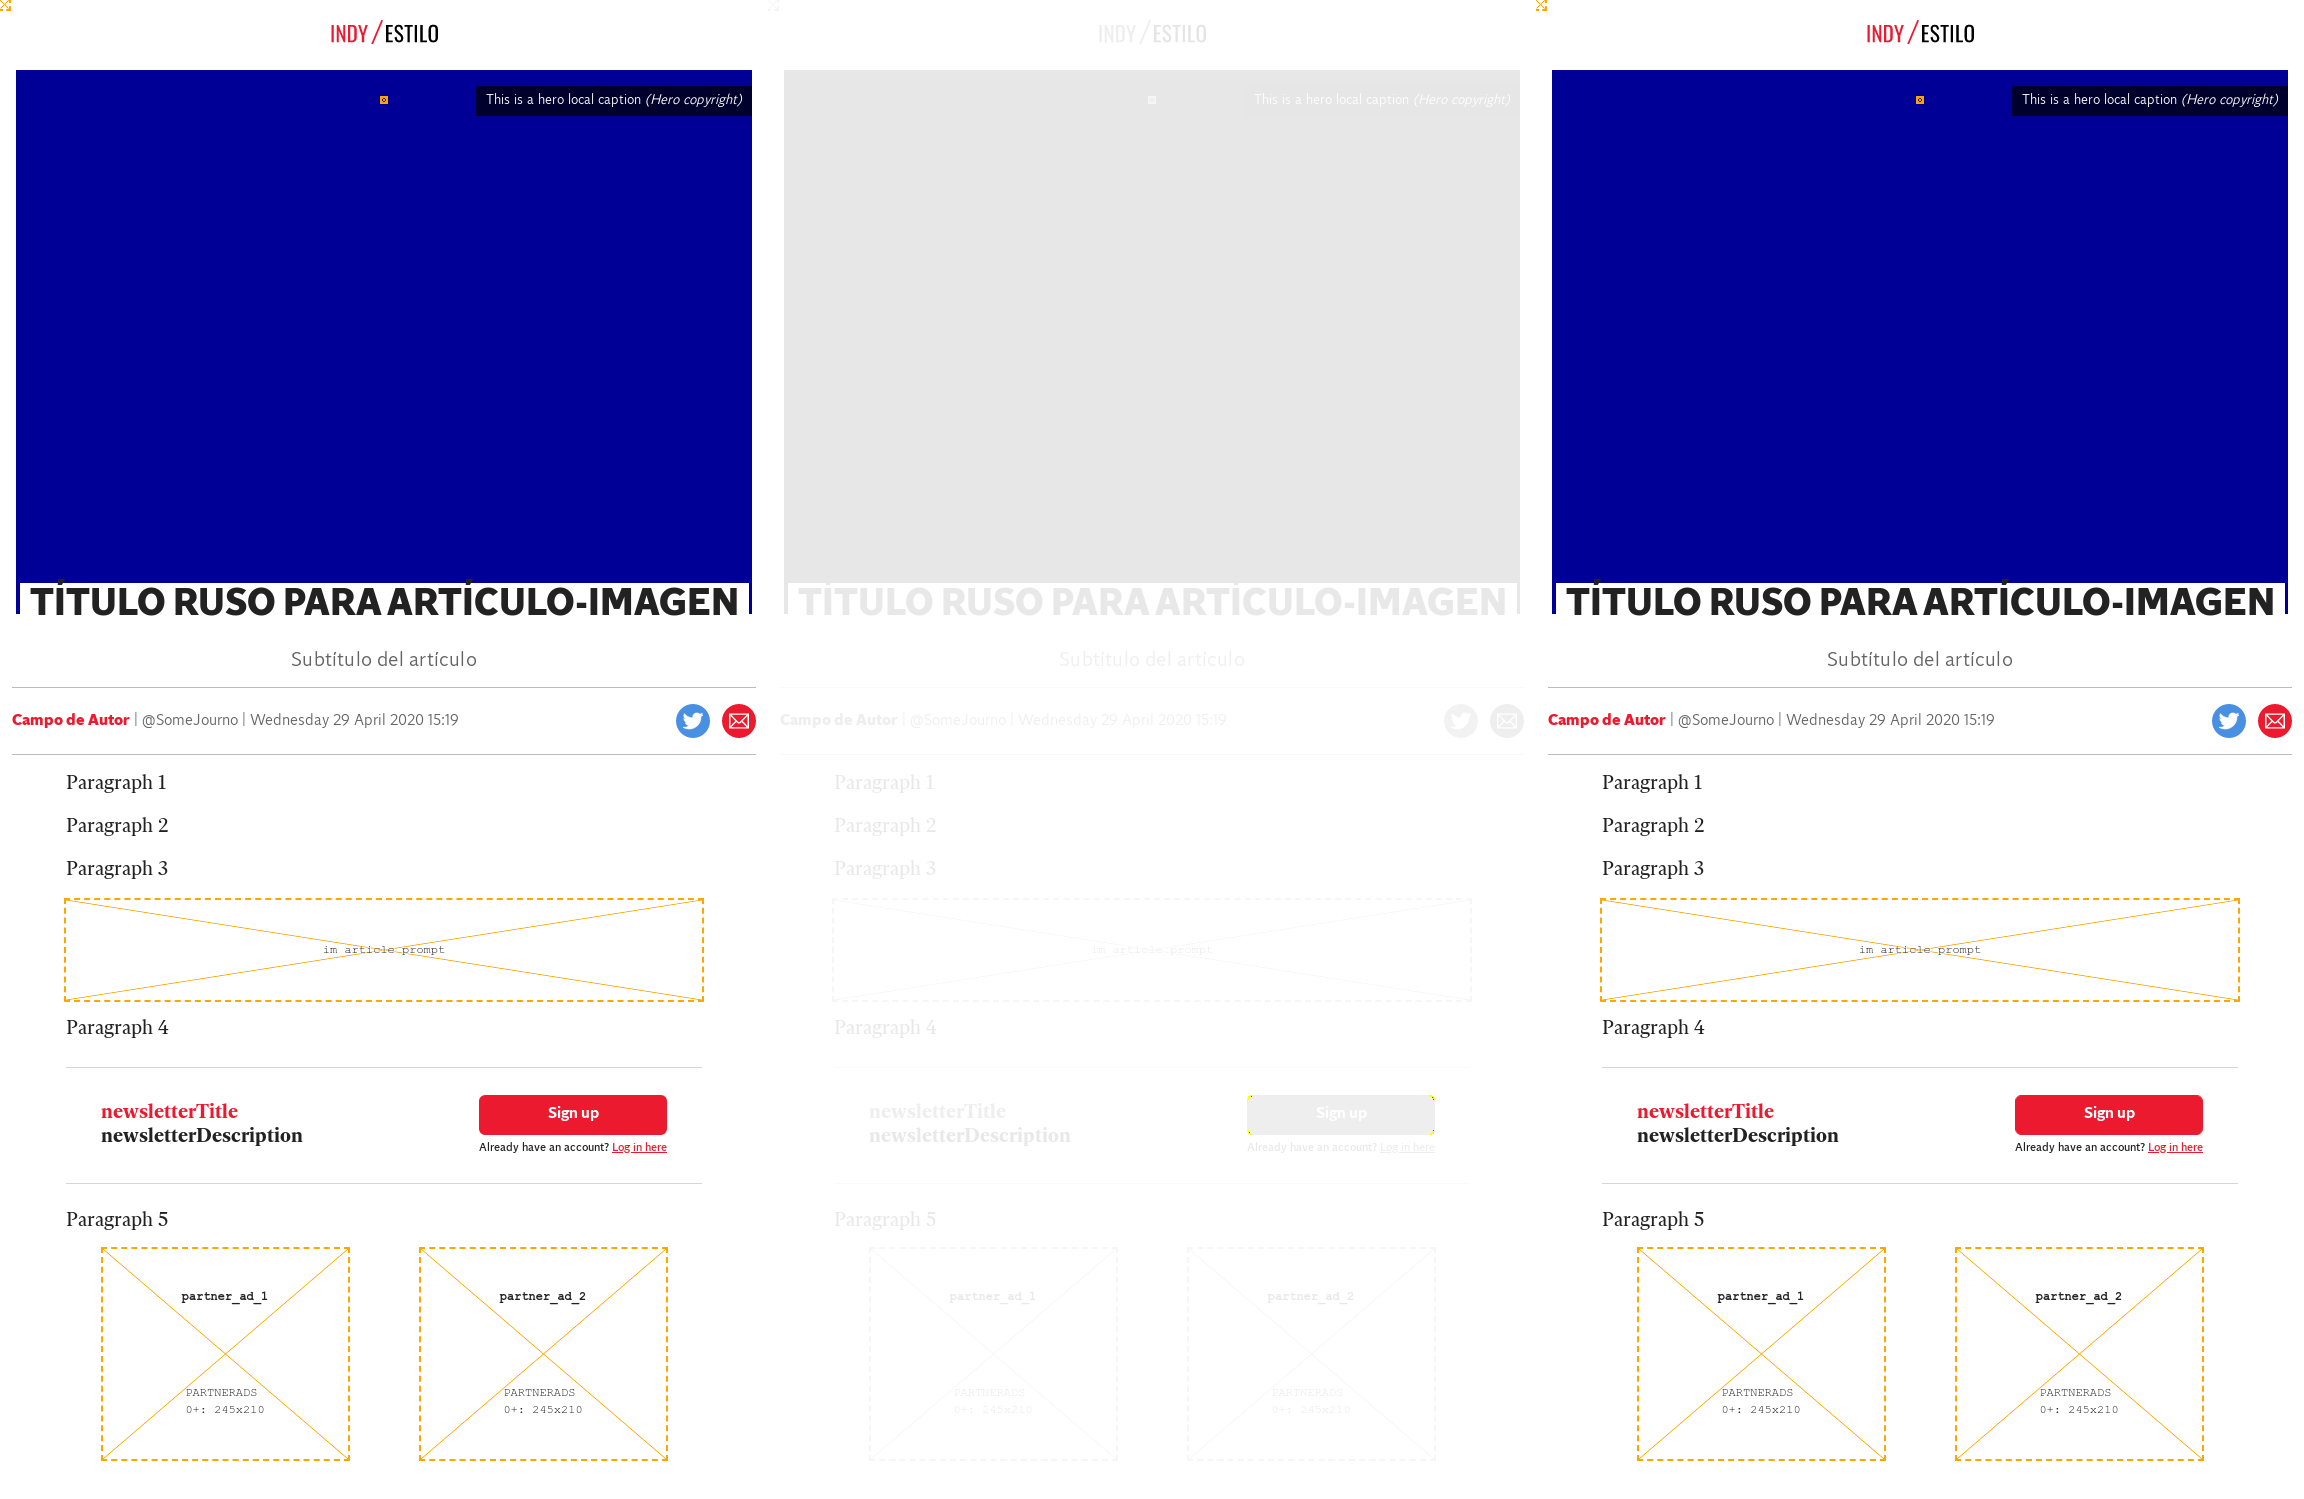 INDY/ESTILO
This is a hero local caption (Hero copyright)
TÍTULO RUSO PARA ARTÍCULO-IMAGEN
Subtítulo del artículo
Campo de Autor | @SomeJourno | Wednesday 29 April 2020 15:19
Paragraph 1
Paragraph 2
Paragraph 3
im article prompt
Paragraph 4
newsletterTitle
newsletterDescription
Sign up
Already have an account? Log in here
Paragraph 5
partner_ad_1
PARTNERADS
0+: 245x210
partner_ad_2
PARTNERADS
0+: 245x210
INDY/ESTILO
This is a hero local caption (Hero copyright)
TÍTULO RUSO PARA ARTÍCULO-IMAGEN
Subtítulo del artículo
Campo de Autor | @SomeJourno | Wednesday 29 April 2020 15:19
Paragraph 1
Paragraph 2
Paragraph 3
im article prompt
Paragraph 4
newsletterTitle
newsletterDescription
Sign up
Already have an account? Log in here
Paragraph 5
partner_ad_1
PARTNERADS
0+: 245x210
partner_ad_2
PARTNERADS
0+: 245x210
INDY/ESTILO
This is a hero local caption (Hero copyright)
TÍTULO RUSO PARA ARTÍCULO-IMAGEN
Subtítulo del artículo
Campo de Autor | @SomeJourno | Wednesday 29 April 2020 15:19
Paragraph 1
Paragraph 2
Paragraph 3
im article prompt
Paragraph 4
newsletterTitle
newsletterDescription
Sign up
Already have an account? Log in here
Paragraph 5
partner_ad_1
PARTNERADS
0+: 245x210
partner_ad_2
PARTNERADS
0+: 245x210